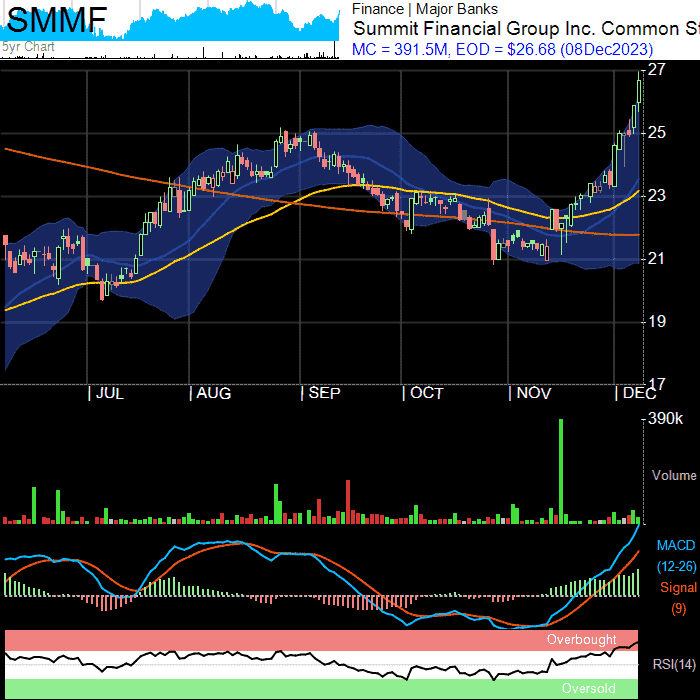 SMMF
5yr Chart
Finance | Major Banks
Summit Financial Group Inc. Common St
MC = 391.5M, EOD = $26.68 (08Dec2023)
27
25
23
21
19
17
| JUL | AUG | SEP | OCT | NOV | DEC
390k
Volume
MACD
(12-26)
Signal
(9)
Overbought
RSI(14)
Oversold